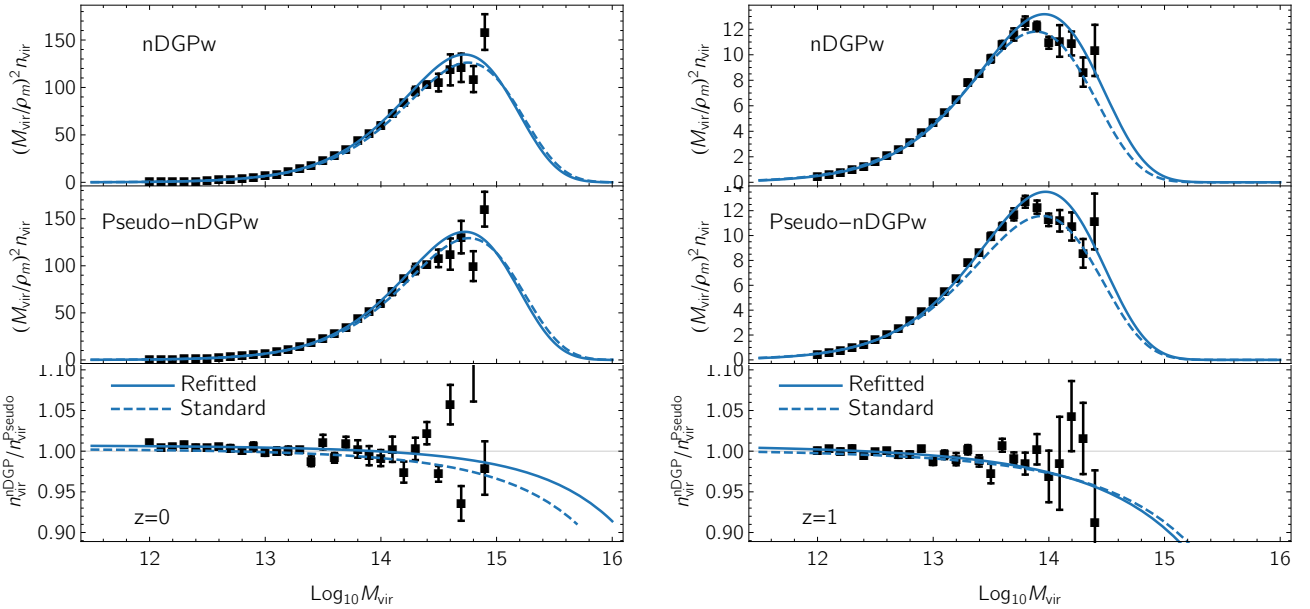 nDGPw
(M_vir/ρ_m)² n_vir
150
100
50
0
Pseudo−nDGPw
(M_vir/ρ_m)² n_vir
150
100
50
0
Refitted
Standard
n_vir^nDGP/n_vir^Pseudo
1.10
1.05
1.00
0.95
0.90
z=0
12 13 14 15 16
Log₁₀ M_vir
nDGPw
(M_vir/ρ_m)² n_vir
12
10
8
6
4
2
0
Pseudo−nDGPw
(M_vir/ρ_m)² n_vir
14
12
10
8
6
4
2
0
Refitted
Standard
n_vir^nDGP/n_vir^Pseudo
1.10
1.05
1.00
0.95
0.90
z=1
12 13 14 15 16
Log₁₀ M_vir